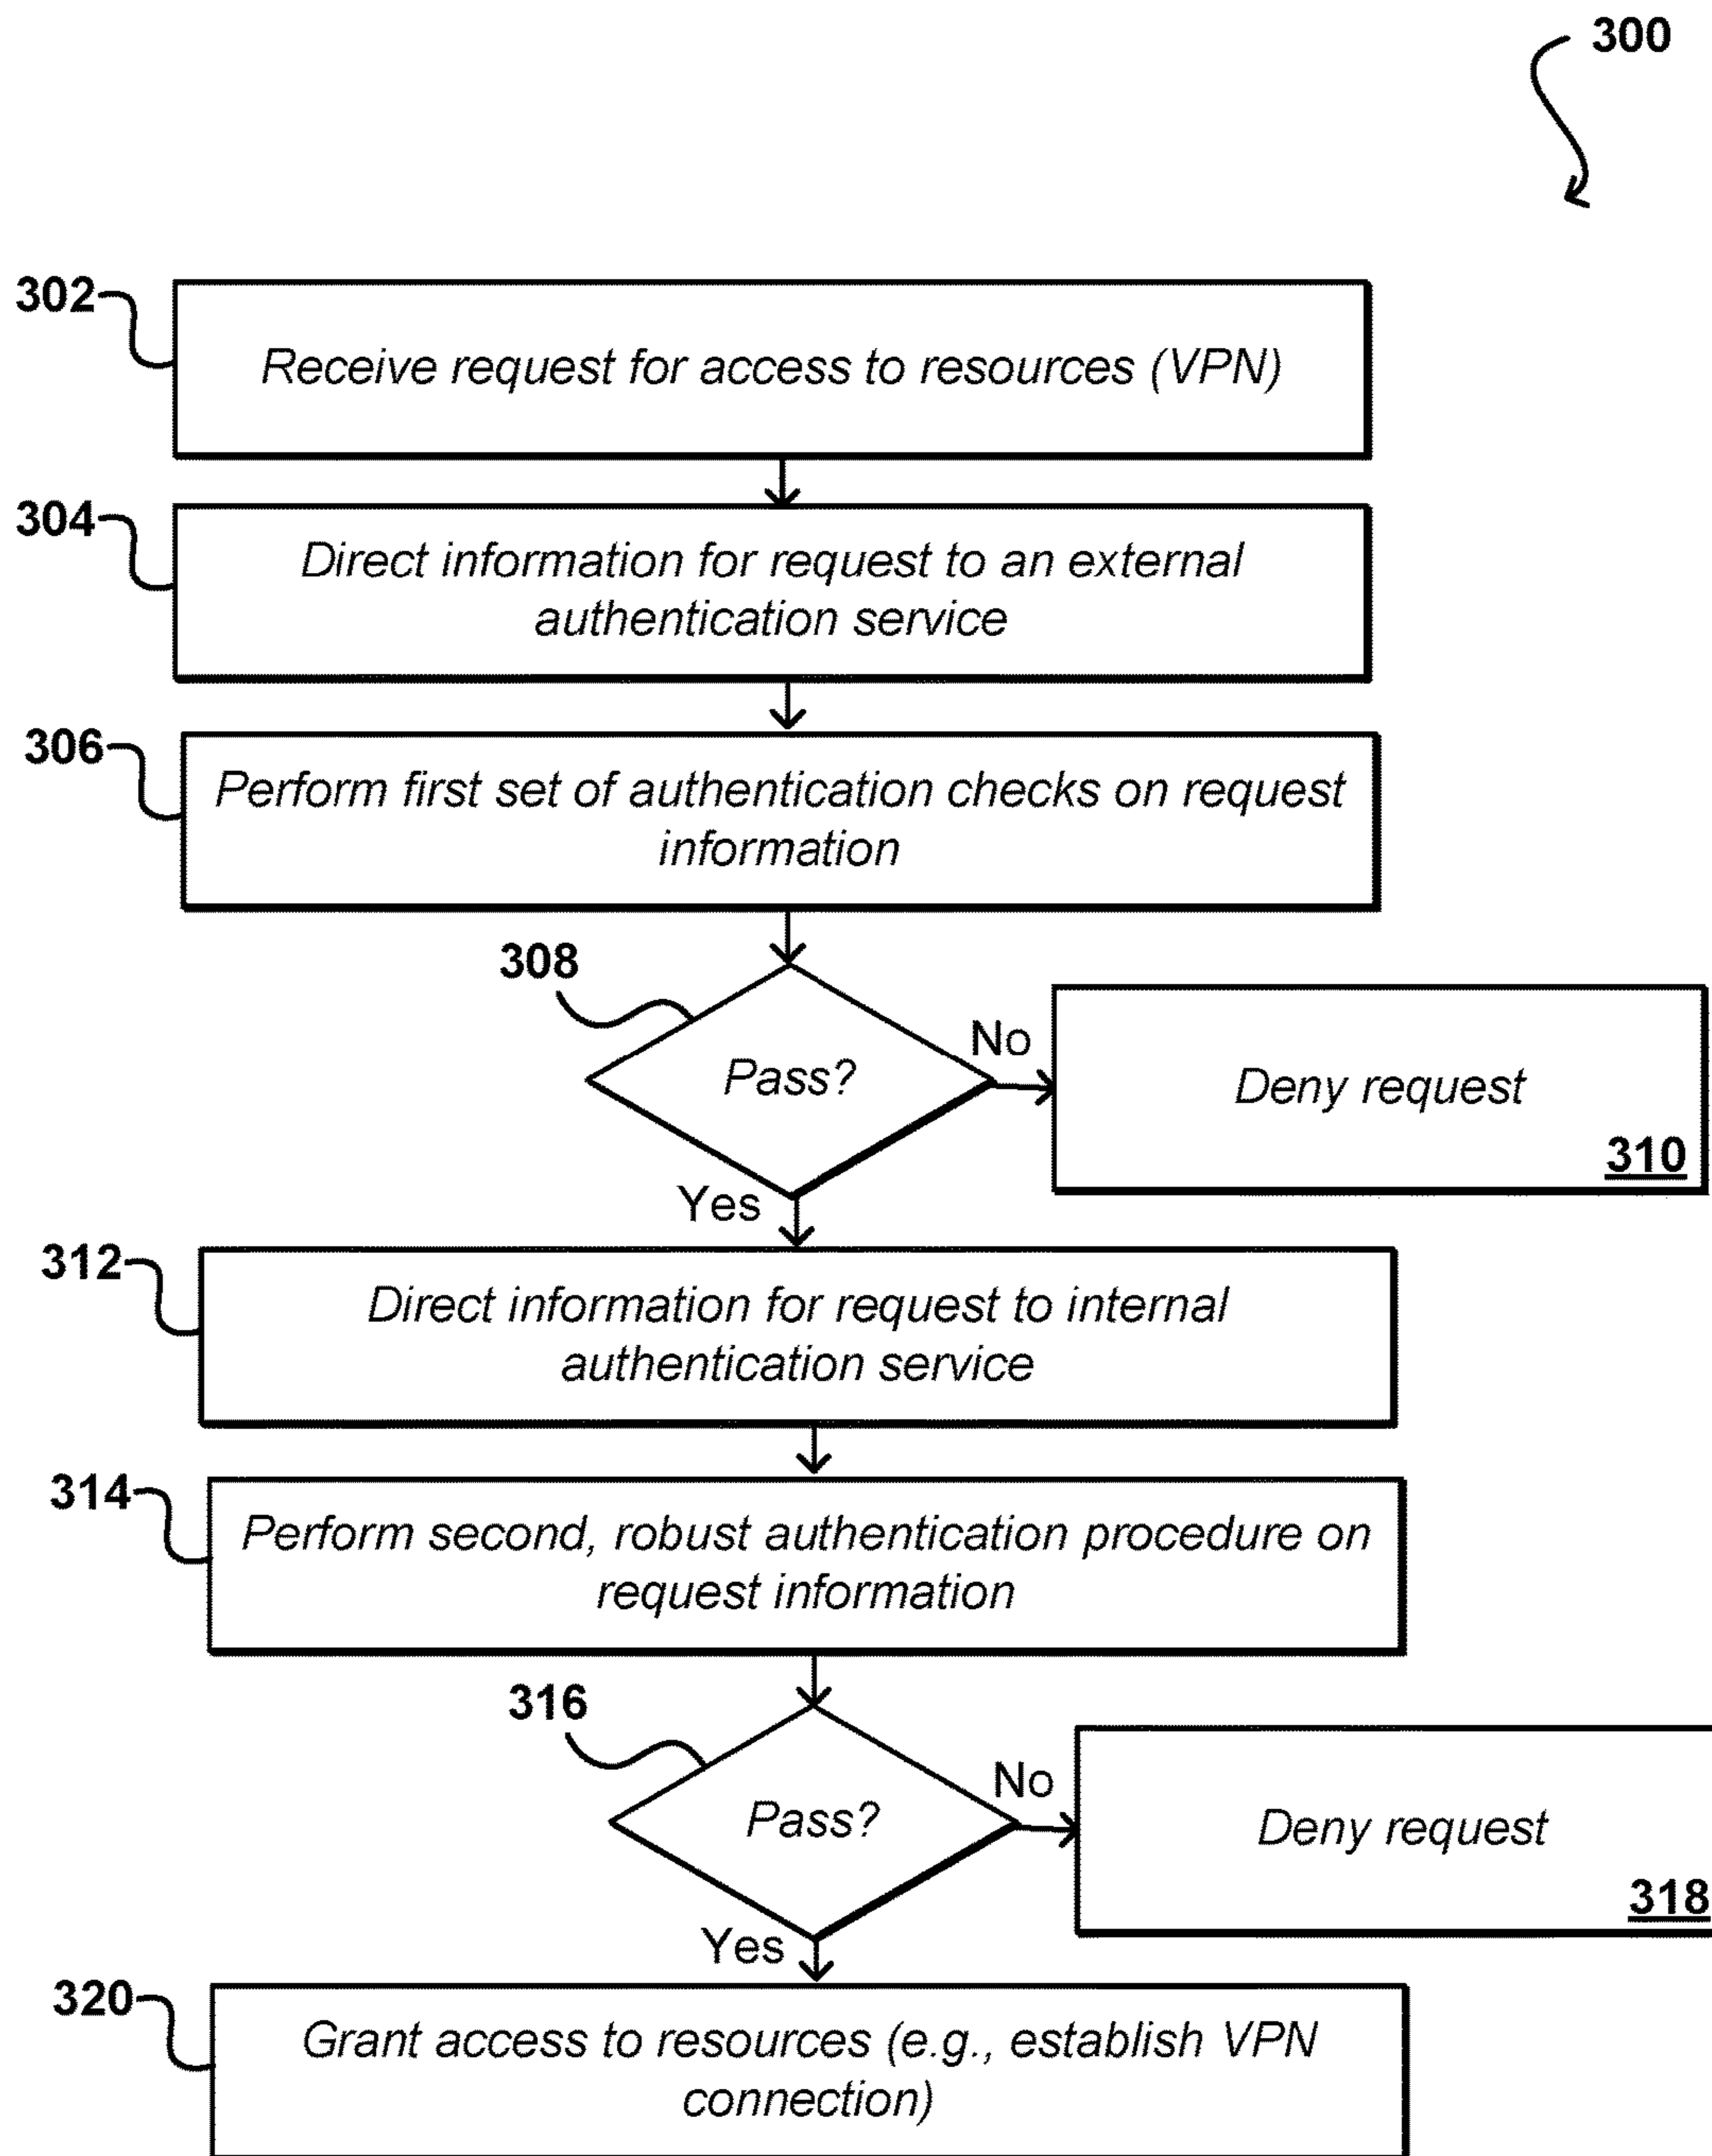 300
302
Receive request for access to resources (VPN)
304
Direct information for request to an external
authentication service
306
Perform first set of authentication checks on request
information
308
Pass?
No
Deny request
310
Yes
312
Direct information for request to internal
authentication service
314
Perform second, robust authentication procedure on
request information
316
Pass?
No
Deny request
318
Yes
320
Grant access to resources (e.g., establish VPN
connection)